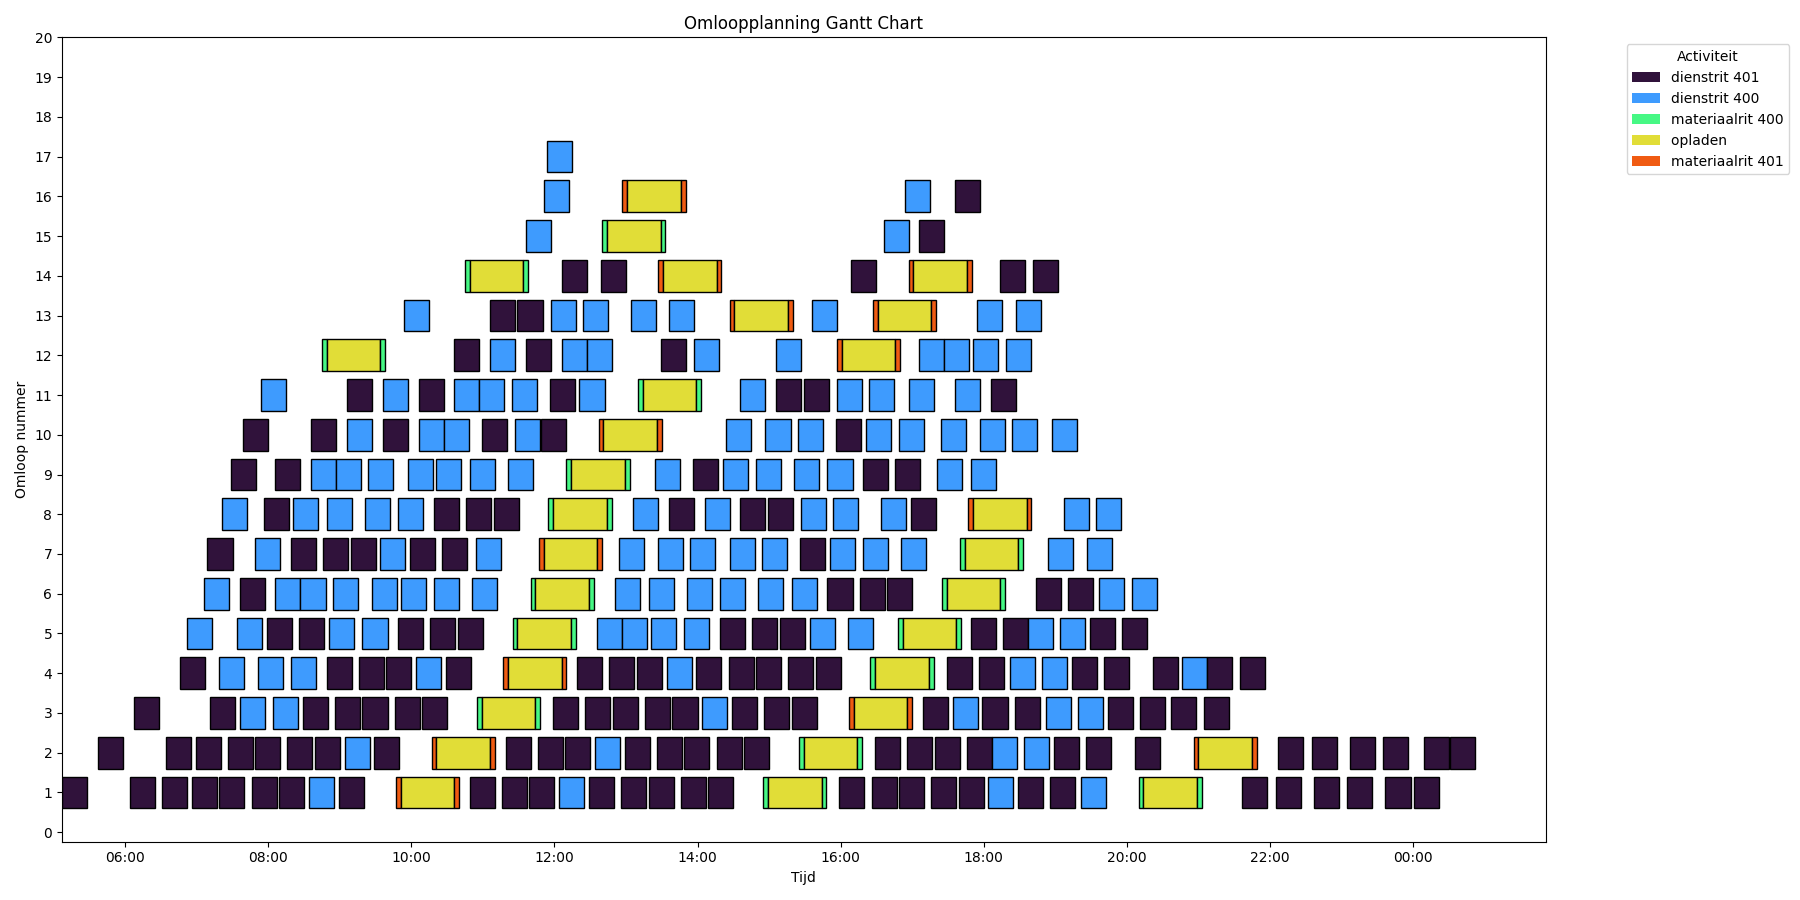 Omloopplanning Gantt Chart
Activiteit
dienstrit 401
dienstrit 400
materiaalrit 400
opladen
materiaalrit 401
Omloop nummer
20
19
18
17
16
15
14
13
12
11
10
9
8
7
6
5
4
3
2
1
0
06:00 08:00 10:00 12:00 14:00 16:00 18:00 20:00 22:00 00:00
Tijd